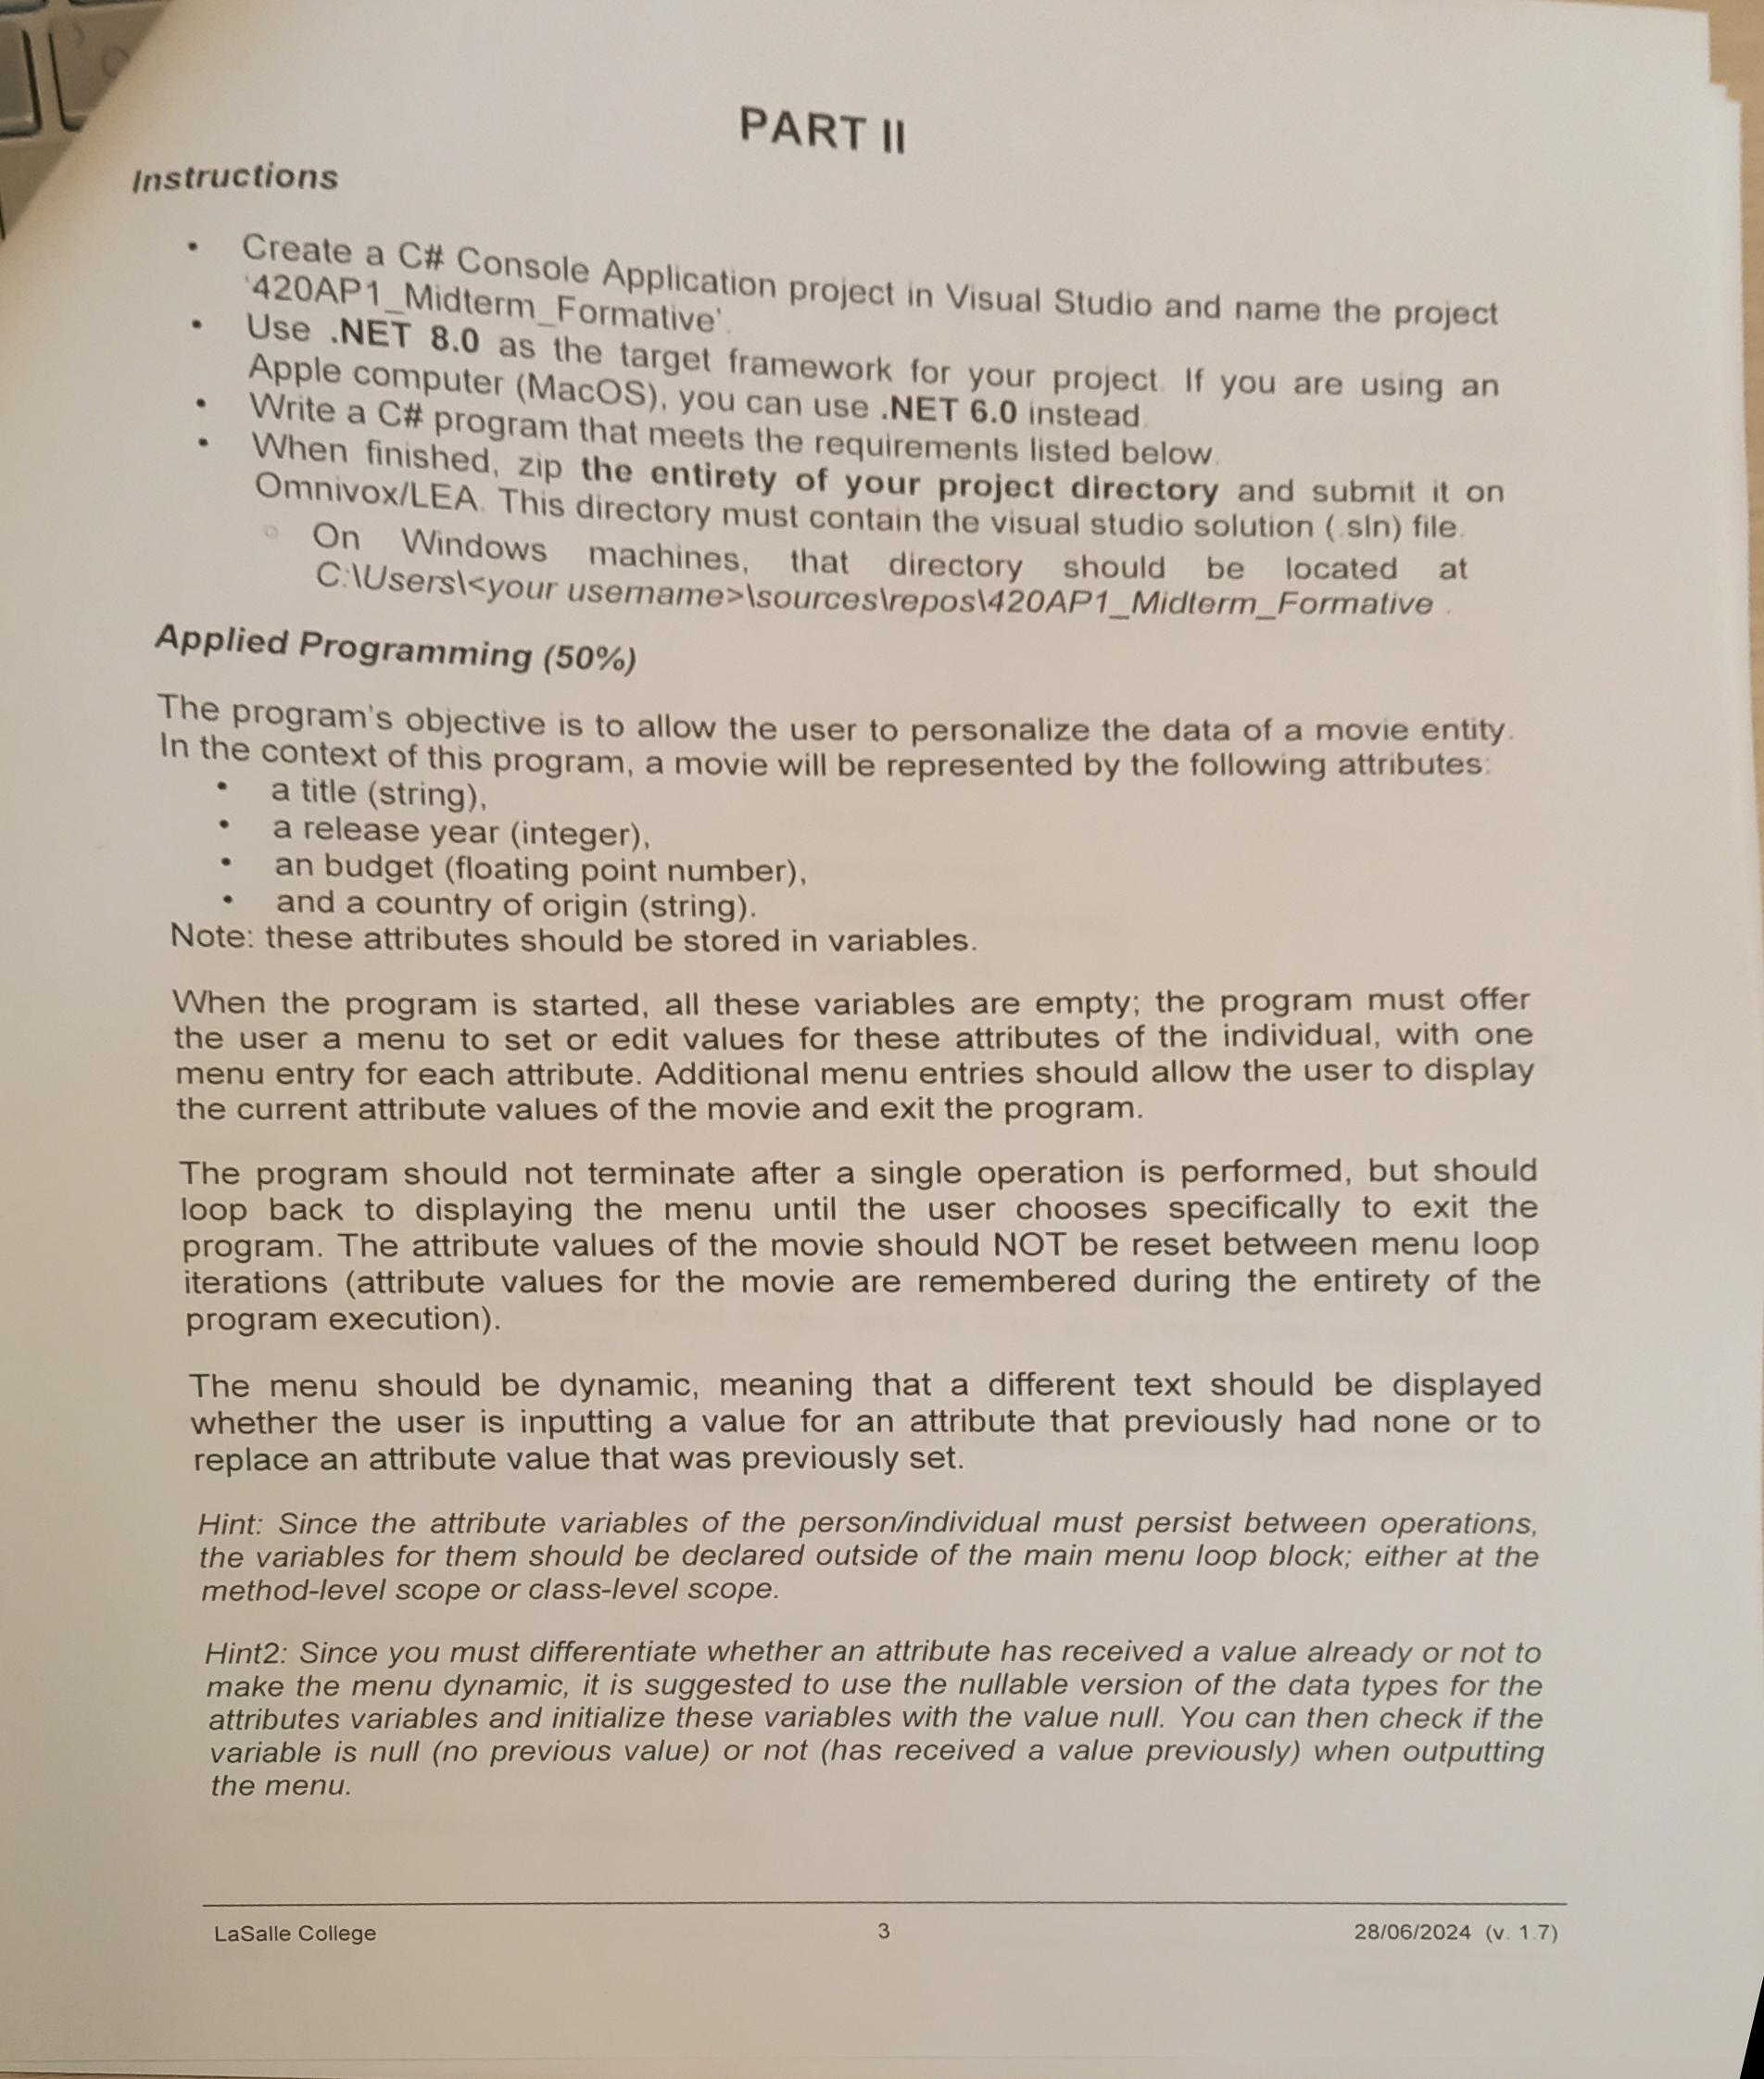 PART II
Instructions
• Create a C# Console Application project in Visual Studio and name the project
'420AP1_Midterm_Formative'.
• Use .NET 8.0 as the target framework for your project. If you are using an
Apple computer (MacOS), you can use .NET 6.0 instead.
• Write a C# program that meets the requirements listed below.
• When finished, zip the entirety of your project directory and submit it on
Omnivox/LEA. This directory must contain the visual studio solution (.sln) file.
○ On Windows machines, that directory should be located at
C:\Users\<your username>\sources\repos\420AP1_Midterm_Formative .
Applied Programming (50%)
The program's objective is to allow the user to personalize the data of a movie entity.
In the context of this program, a movie will be represented by the following attributes:
• a title (string),
• a release year (integer),
• an budget (floating point number),
• and a country of origin (string).
Note: these attributes should be stored in variables.
When the program is started, all these variables are empty; the program must offer
the user a menu to set or edit values for these attributes of the individual, with one
menu entry for each attribute. Additional menu entries should allow the user to display
the current attribute values of the movie and exit the program.
The program should not terminate after a single operation is performed, but should
loop back to displaying the menu until the user chooses specifically to exit the
program. The attribute values of the movie should NOT be reset between menu loop
iterations (attribute values for the movie are remembered during the entirety of the
program execution).
The menu should be dynamic, meaning that a different text should be displayed
whether the user is inputting a value for an attribute that previously had none or to
replace an attribute value that was previously set.
Hint: Since the attribute variables of the person/individual must persist between operations,
the variables for them should be declared outside of the main menu loop block; either at the
method-level scope or class-level scope.
Hint2: Since you must differentiate whether an attribute has received a value already or not to
make the menu dynamic, it is suggested to use the nullable version of the data types for the
attributes variables and initialize these variables with the value null. You can then check if the
variable is null (no previous value) or not (has received a value previously) when outputting
the menu.
LaSalle College 3 28/06/2024 (v. 1.7)